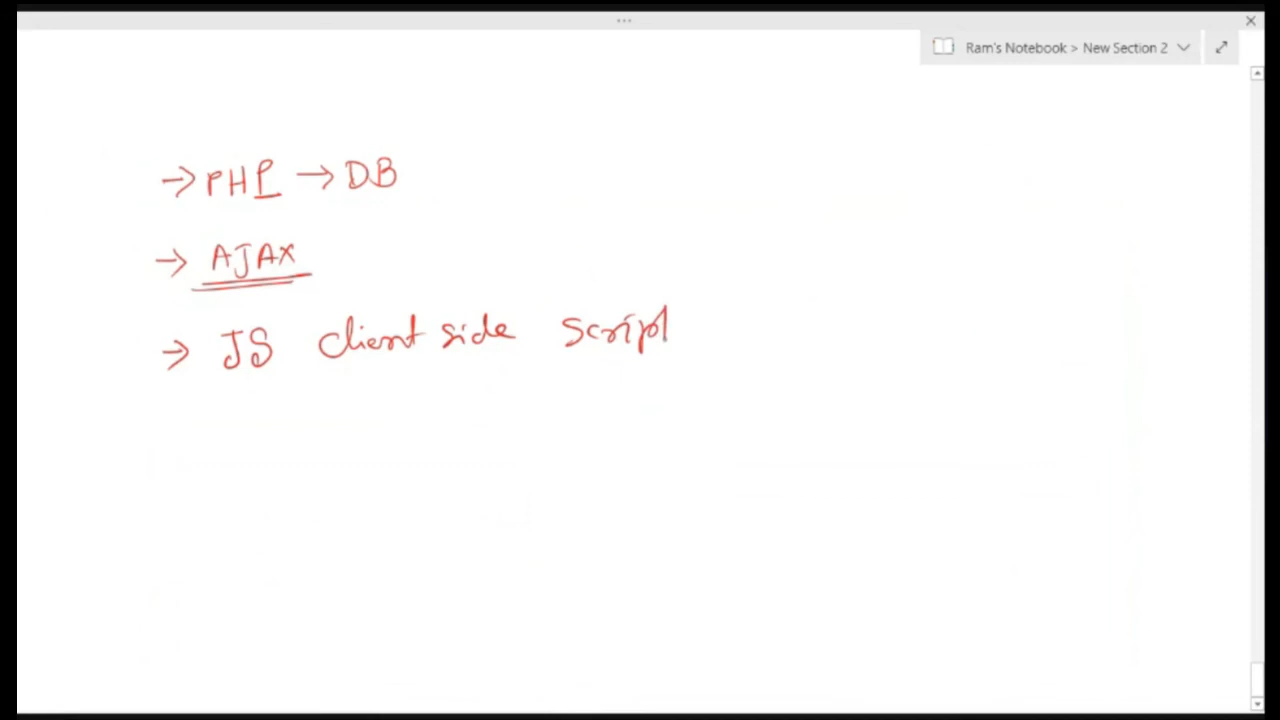 Ram's Notebook > New Section 2
→ PHP → DB
→ AJAX
→ JS client side script